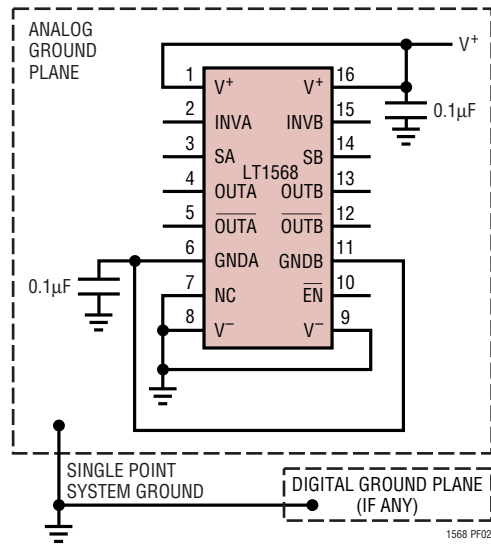 ANALOG
GROUND
PLANE
V+
1 V+ V+ 16
0.1µF
2 INVA INVB 15
3 SA SB 14
LT1568
4 OUTA OUTB 13
5 OUTA OUTB 12
6 GNDA GNDB 11
0.1µF
7 NC EN 10
8 V– V– 9
SINGLE POINT
SYSTEM GROUND
DIGITAL GROUND PLANE
(IF ANY)
1568 PF02